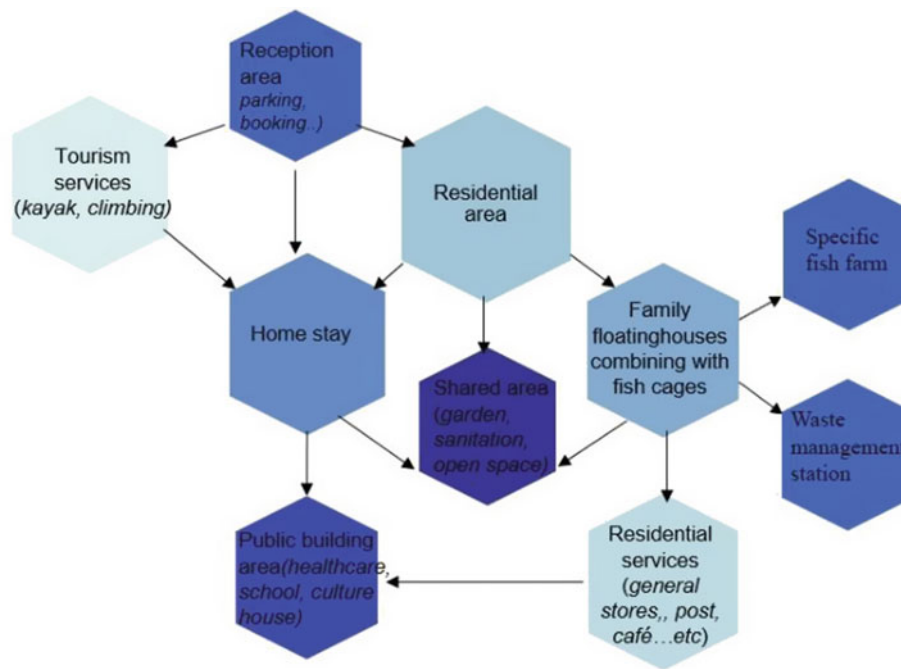 Reception
area
parking,
booking..)
Tourism
services
(kayak, climbing)
Residential
area
Specific
fish farm
Home stay
Family
floatinghouses
combining with
fish cages
Shared area
(garden,
sanitation,
open space)
Waste
management
station
Public building
area(healthcare,
school, culture
house)
Residential
services
(general
stores,, post,
café…etc)